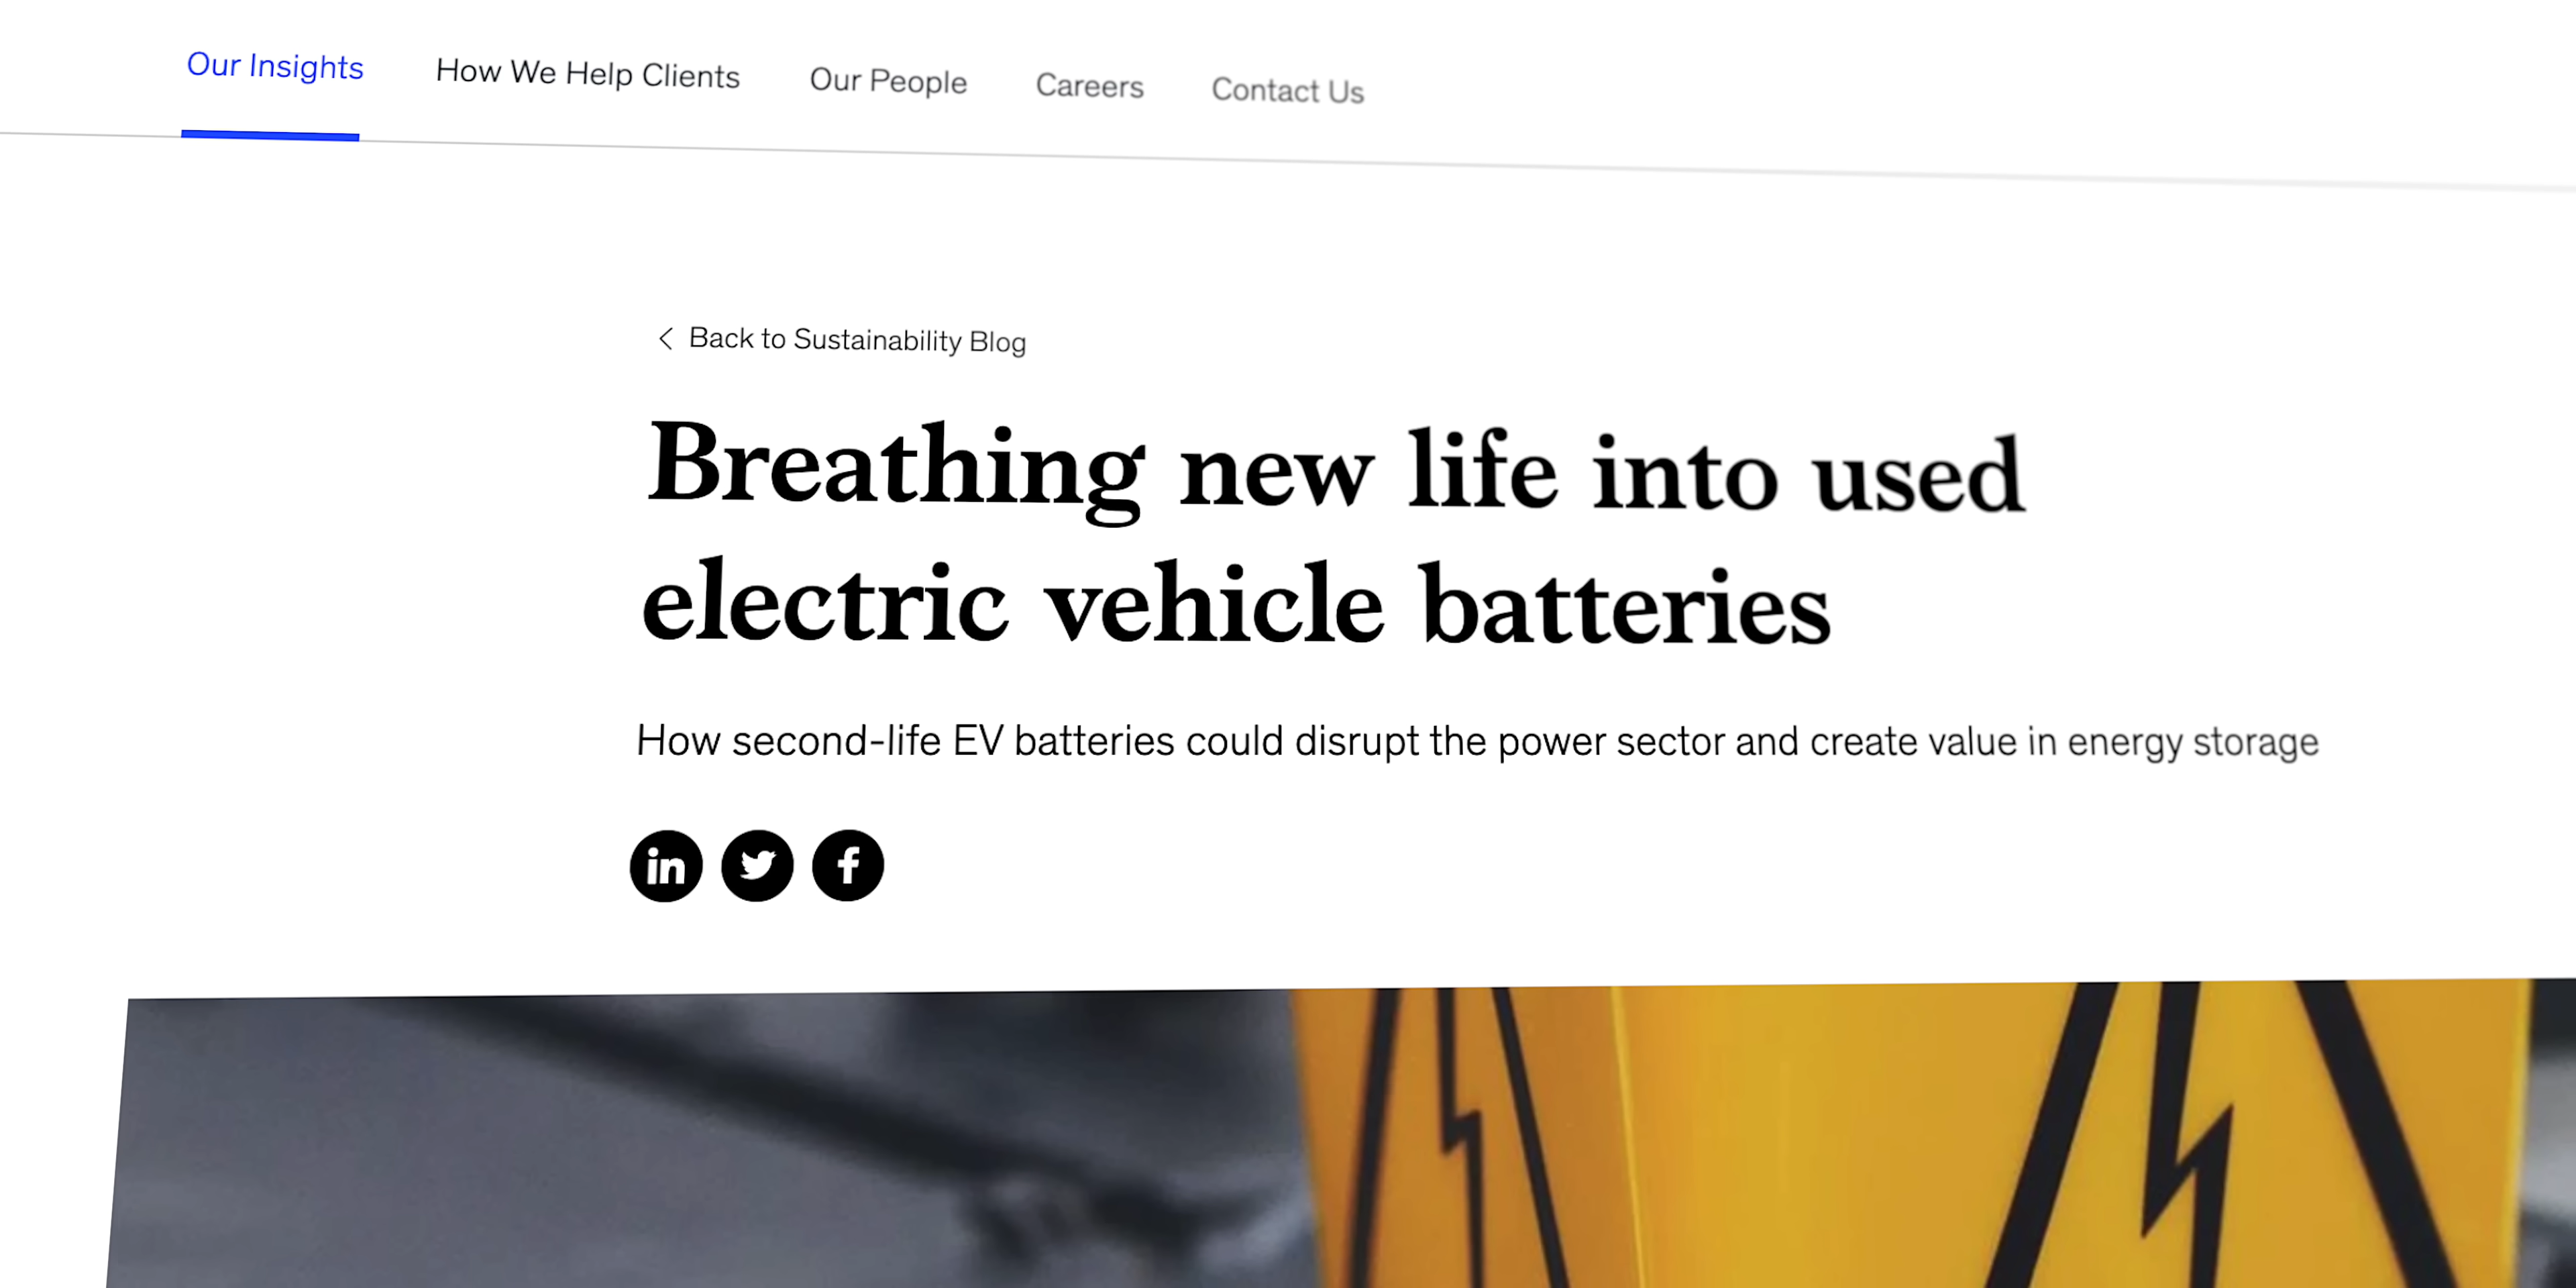 Our Insights How We Help Clients Our People Careers Contact Us
Back to Sustainability Blog
Breathing new life into used
electric vehicle batteries
How second-life EV batteries could disrupt the power sector and create value in energy storage
in f